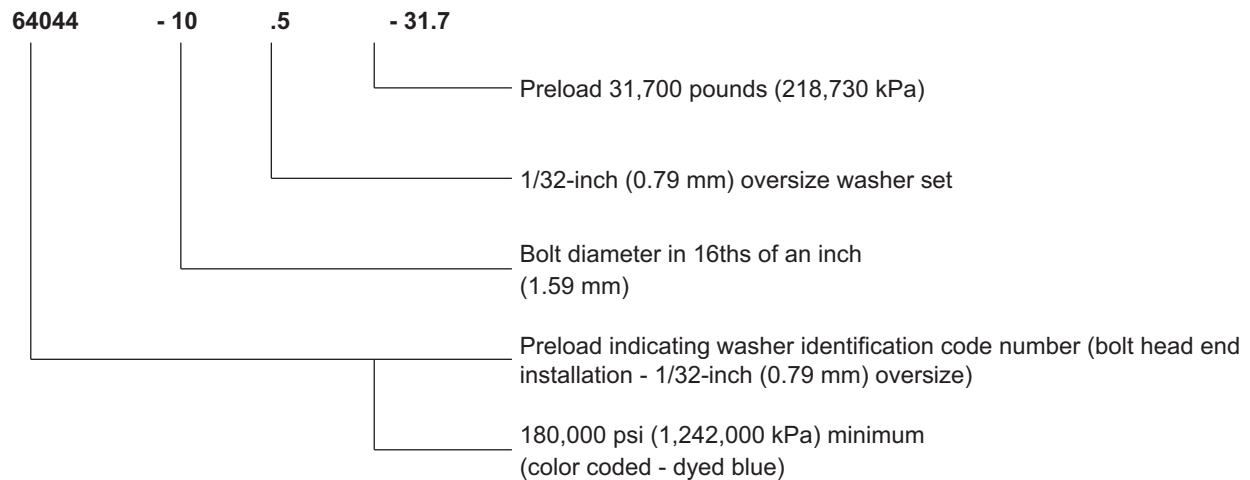 64044 - 10 .5 - 31.7
Preload 31,700 pounds (218,730 kPa)
1/32-inch (0.79 mm) oversize washer set
Bolt diameter in 16ths of an inch
(1.59 mm)
Preload indicating washer identification code number (bolt head end
installation - 1/32-inch (0.79 mm) oversize)
180,000 psi (1,242,000 kPa) minimum
(color coded - dyed blue)